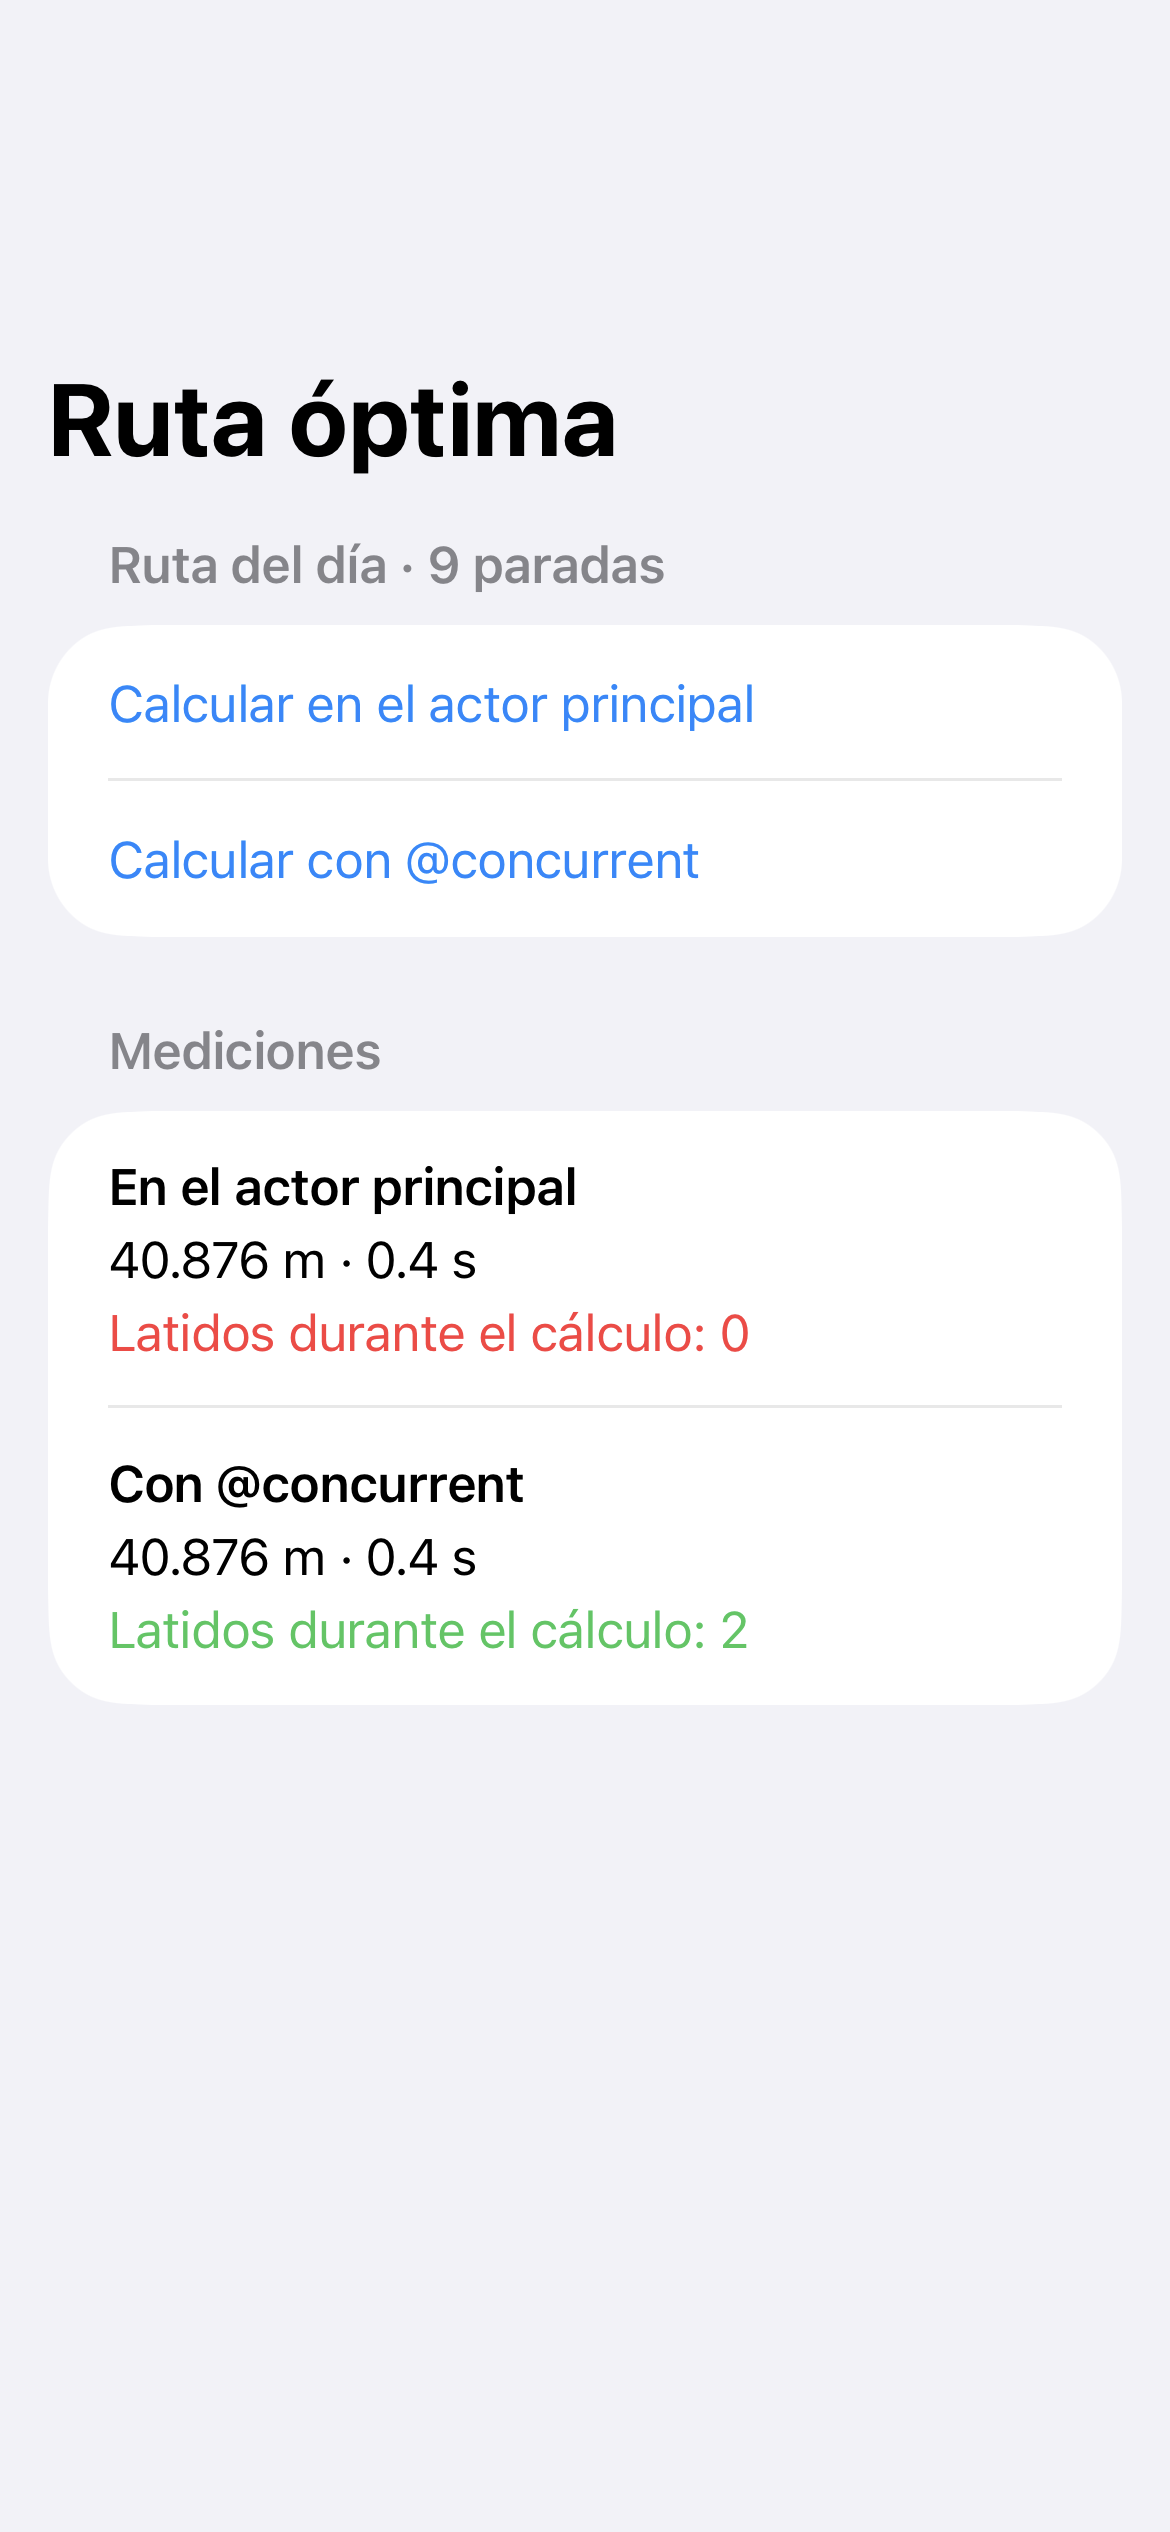 Ruta óptima
Ruta del día · 9 paradas
Calcular en el actor principal
Calcular con @concurrent
Mediciones
En el actor principal
40.876 m · 0.4 s
Latidos durante el cálculo: 0
Con @concurrent
40.876 m · 0.4 s
Latidos durante el cálculo: 2